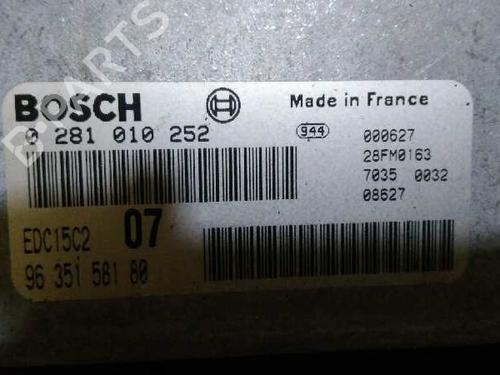 BOSCH
Made in France
0 281 010 252
944
000627
28FM0163
7035 0032
08627
EDC15C2
07
96 351 581 80
B-PARTS